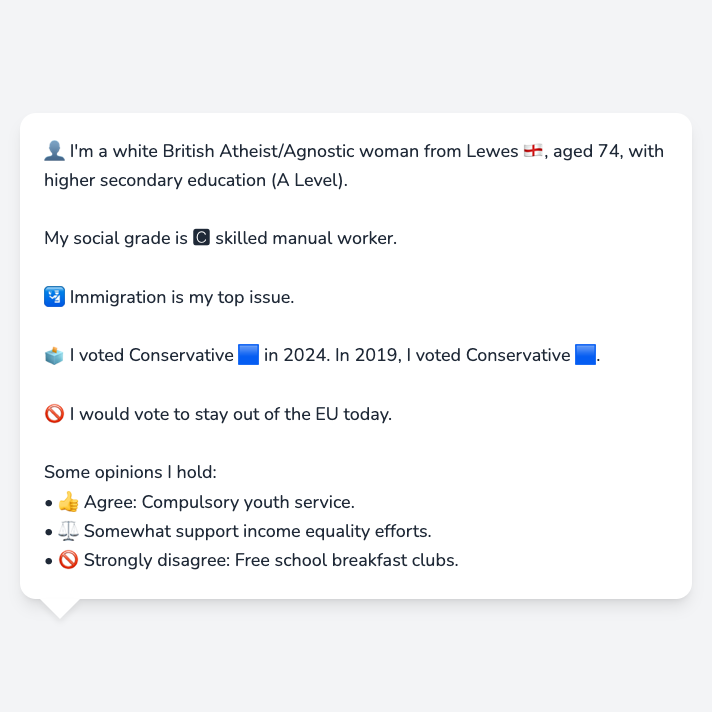 👤 I'm a white British Atheist/Agnostic woman from Lewes 🏴󠁧󠁢󠁥󠁮󠁧󠁿, aged 74, with
higher secondary education (A Level).
My social grade is 🅲 skilled manual worker.
🛂 Immigration is my top issue.
🗳️ I voted Conservative 🟦 in 2024. In 2019, I voted Conservative 🟦.
🚫 I would vote to stay out of the EU today.
Some opinions I hold:
• 👍 Agree: Compulsory youth service.
• ⚖️ Somewhat support income equality efforts.
• 🚫 Strongly disagree: Free school breakfast clubs.